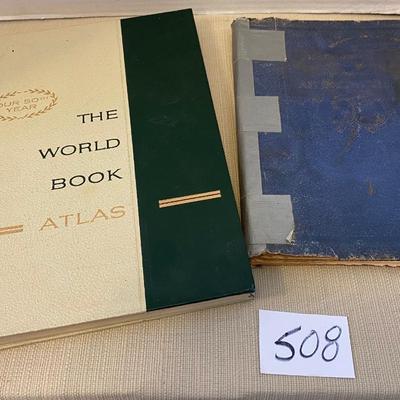 OUR 50TH
YEAR
THE
WORLD
BOOK
ATLAS
508